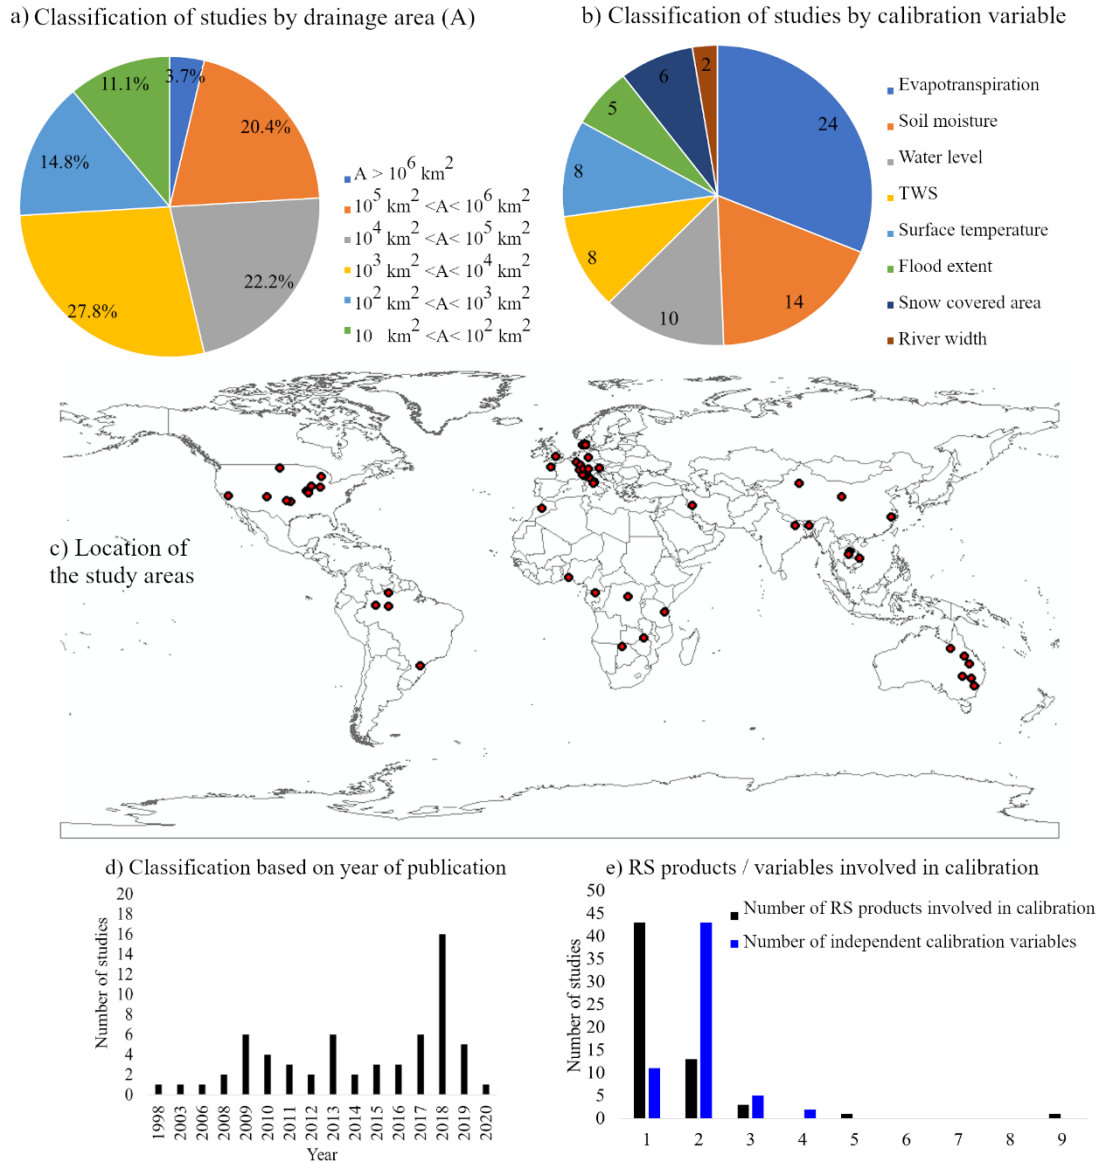 a) Classification of studies by drainage area (A)
3.7%
20.4%
22.2%
27.8%
14.8%
11.1%
A > 10^6 km^2
10^5 km^2 <A< 10^6 km^2
10^4 km^2 <A< 10^5 km^2
10^3 km^2 <A< 10^4 km^2
10^2 km^2 <A< 10^3 km^2
10 km^2 <A< 10^2 km^2
b) Classification of studies by calibration variable
24
14
10
8
8
5
6
2
Evapotranspiration
Soil moisture
Water level
TWS
Surface temperature
Flood extent
Snow covered area
River width
c) Location of
the study areas
d) Classification based on year of publication
Number of studies
20
18
16
14
12
10
8
6
4
2
0
1998
2003
2006
2008
2009
2010
2011
2012
2013
2014
2015
2016
2017
2018
2019
2020
Year
e) RS products / variables involved in calibration
Number of RS products involved in calibration
Number of independent calibration variables
Number of studies
50
45
40
35
30
25
20
15
10
5
0
1 2 3 4 5 6 7 8 9